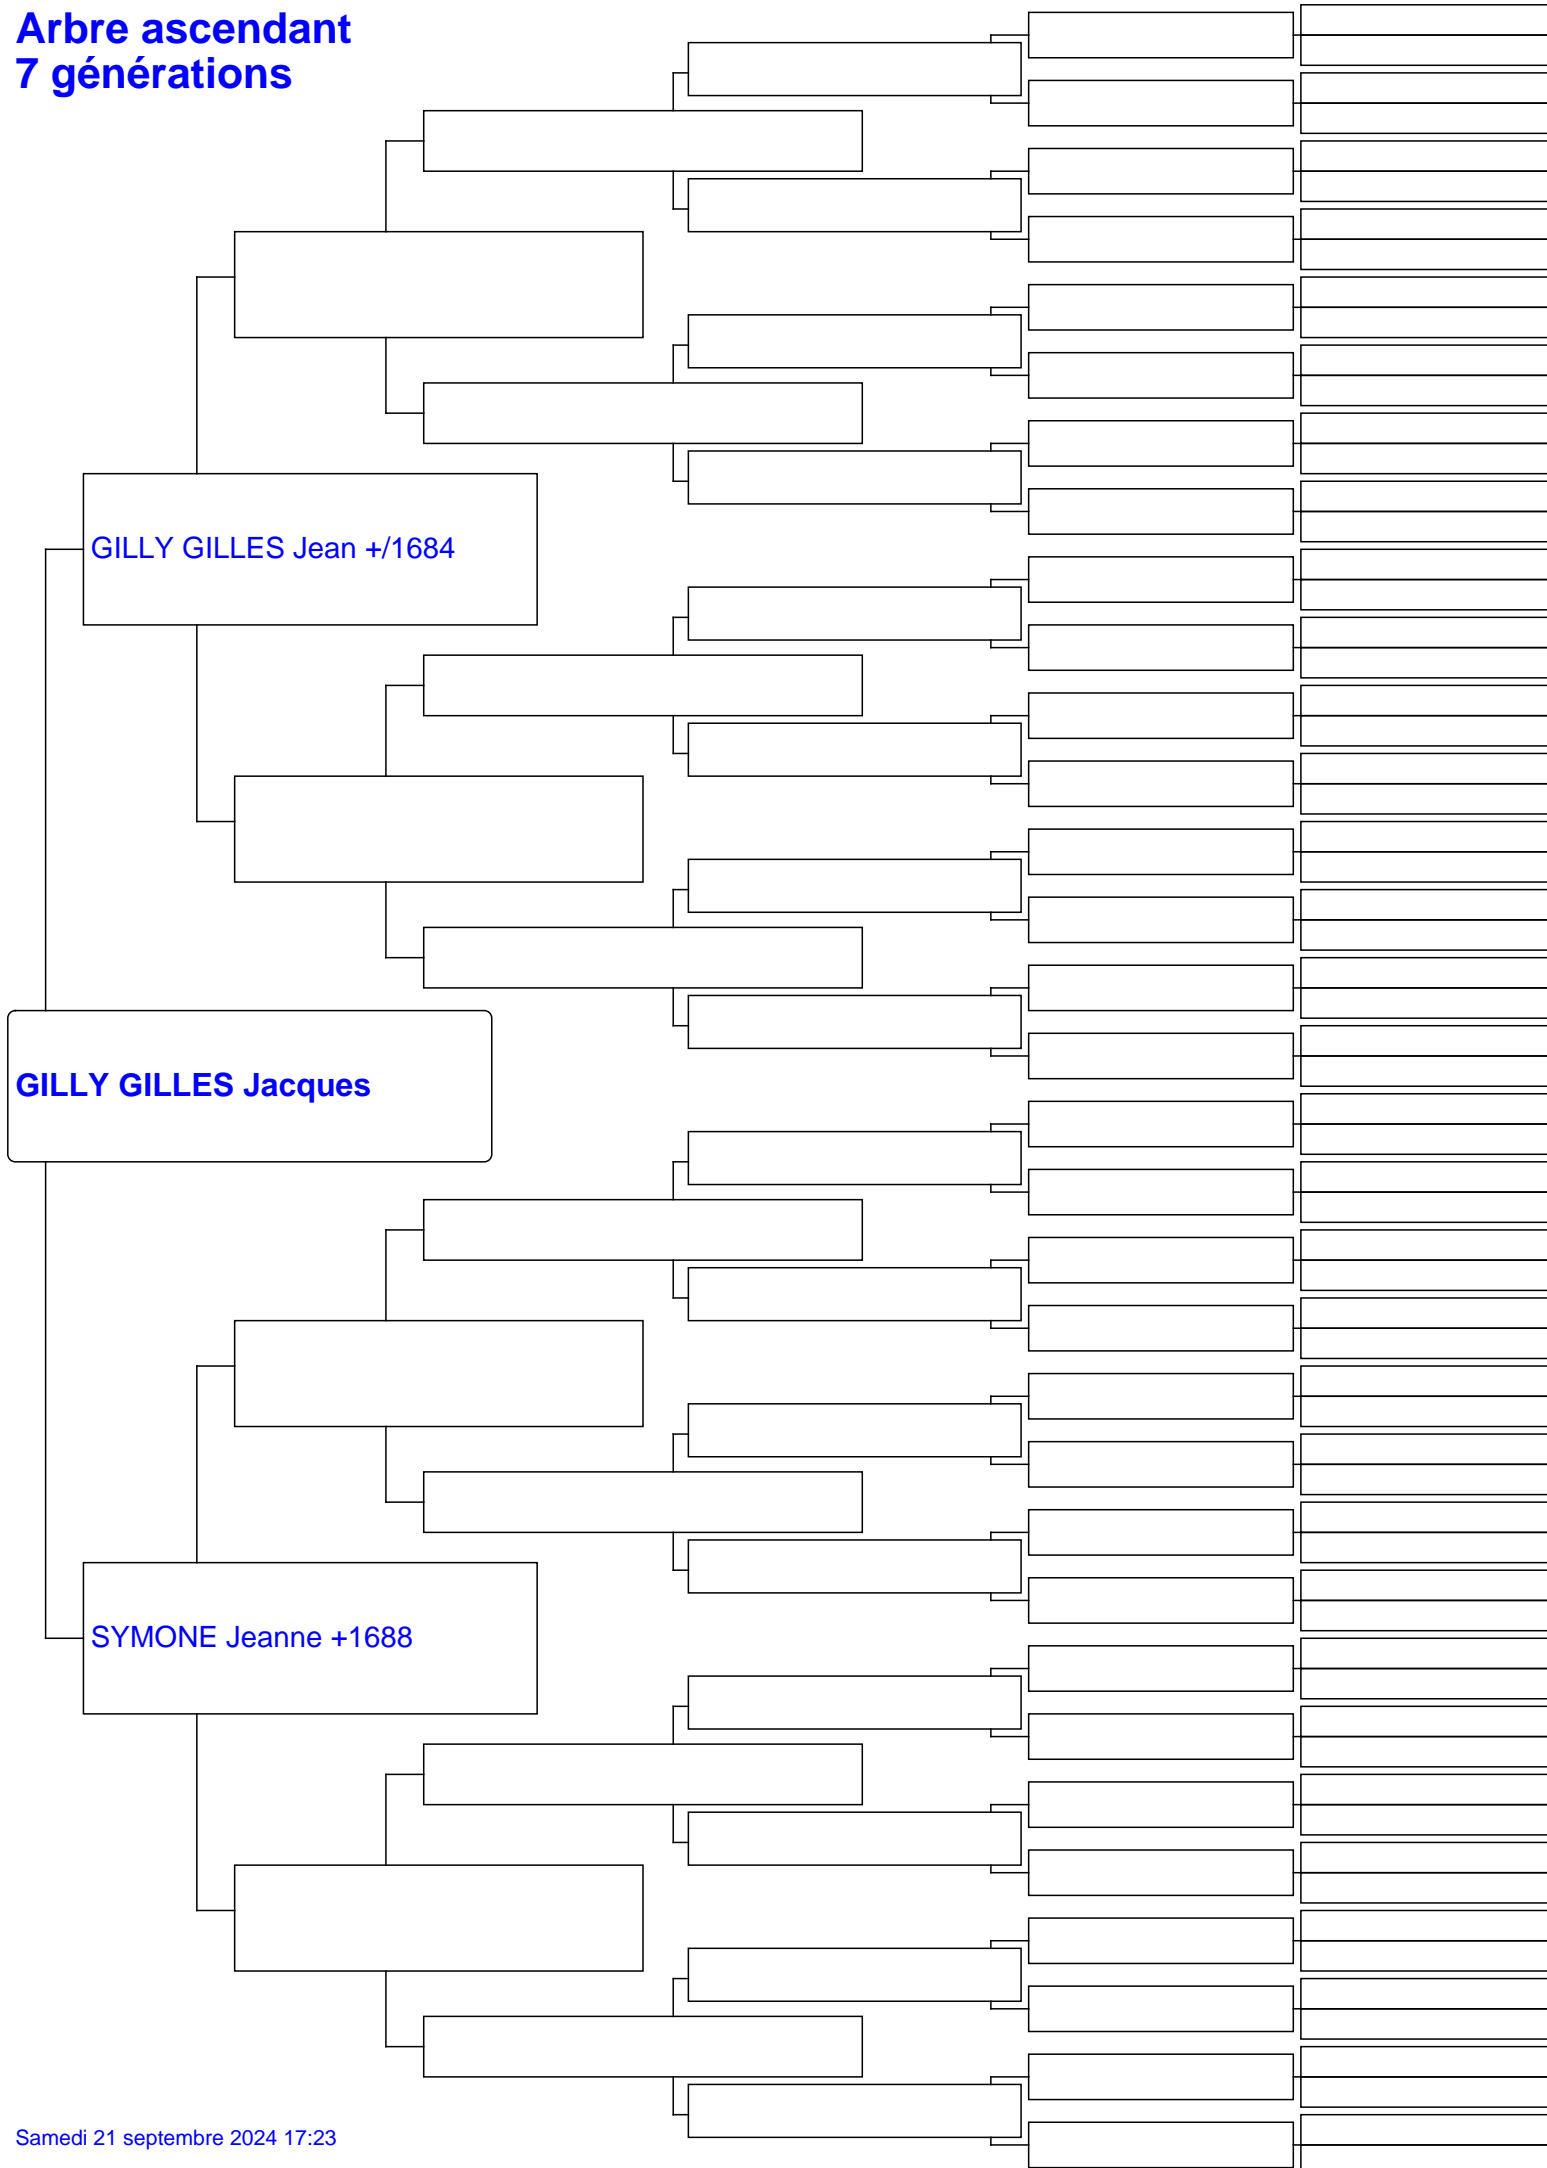 Arbre ascendant
7 générations
GILLY GILLES Jean +/1684
GILLY GILLES Jacques
SYMONE Jeanne +1688
Samedi 21 septembre 2024 17:23